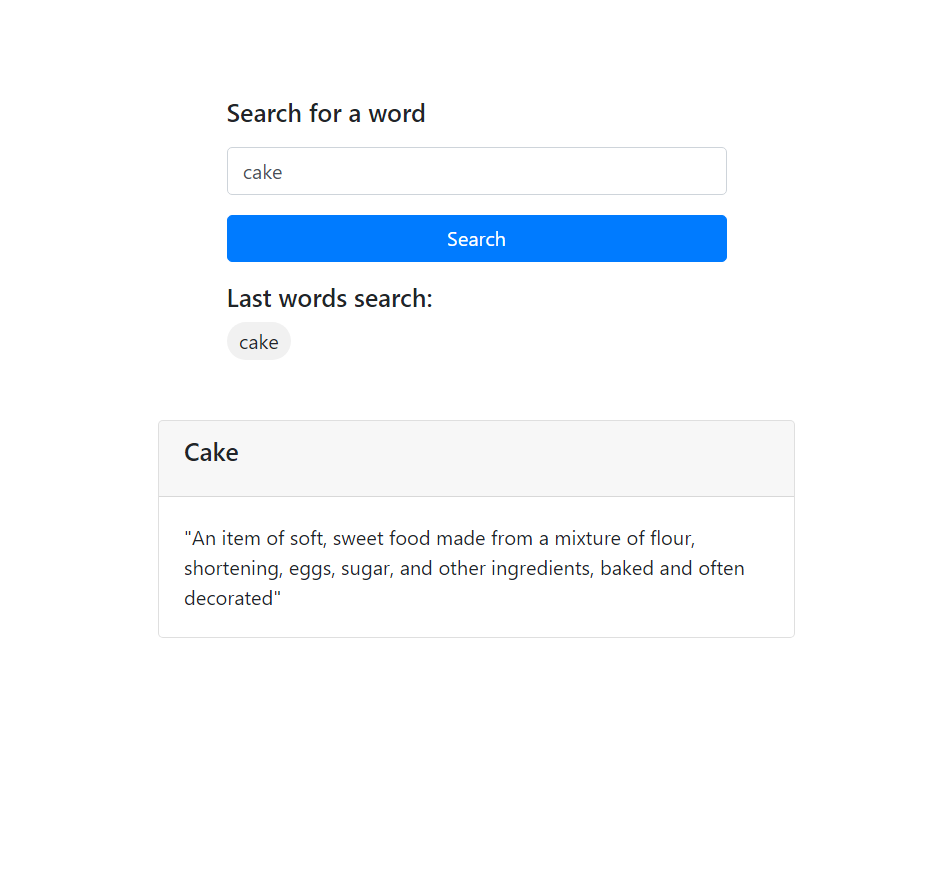 Search for a word
cake
Search
Last words search:
cake
Cake
"An item of soft, sweet food made from a mixture of flour,
shortening, eggs, sugar, and other ingredients, baked and often
decorated"